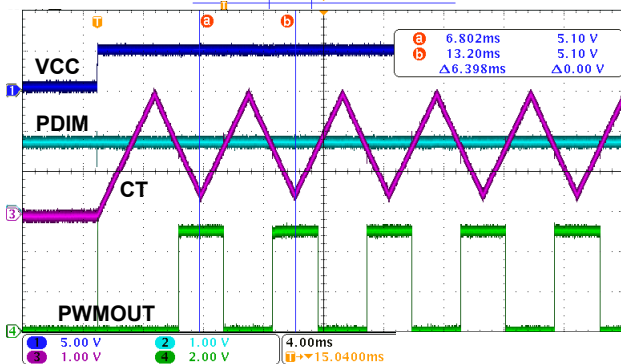 T
T
a b
a 6.802ms 5.10 V
b 13.20ms 5.10 V
Δ6.398ms Δ0.00 V
VCC
1
PDIM
CT
3
PWMOUT
4
1 5.00 V 2 1.00 V 4.00ms
3 1.00 V 4 2.00 V T→▼15.0400ms